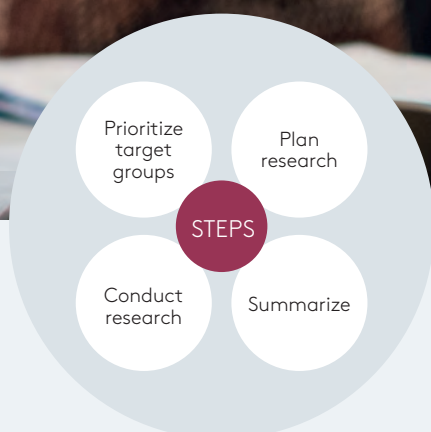 Prioritize
target
groups
Plan
research
STEPS
Conduct
research
Summarize